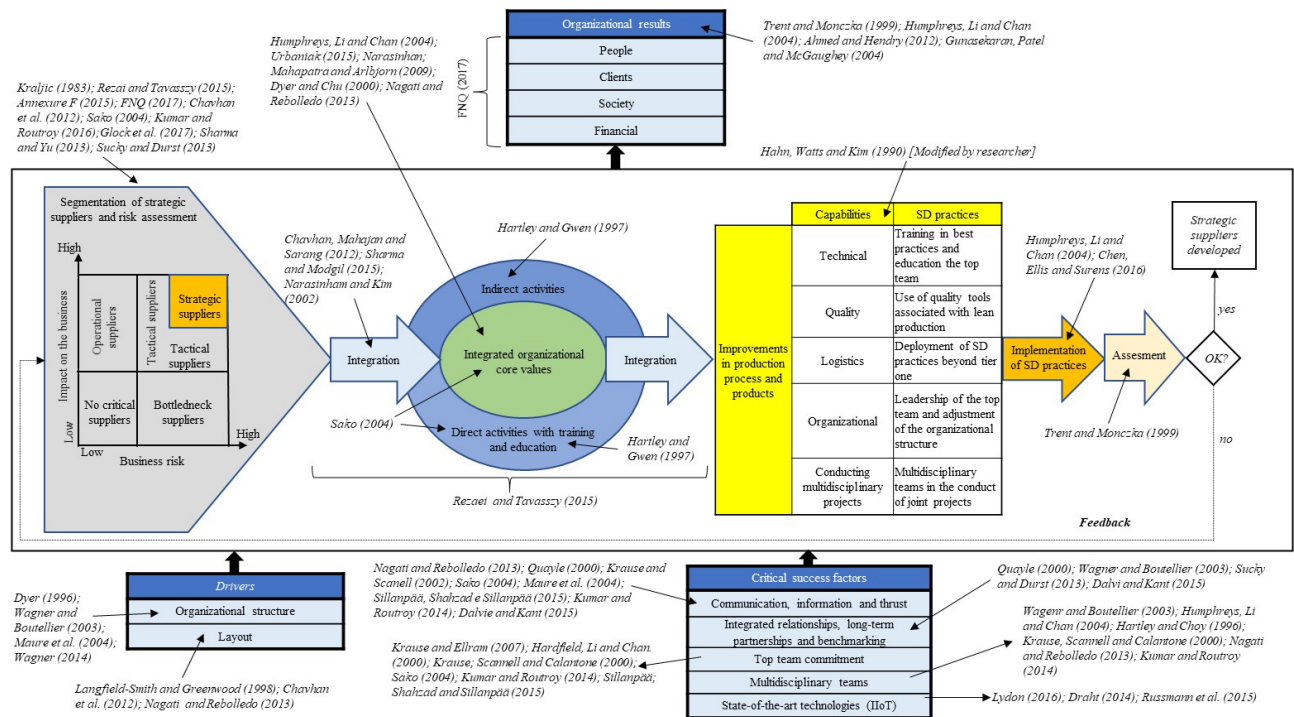 Organizational results
People
Clients
Society
Financial
FNQ (2017)
Trent and Monczka (1999); Humphreys, Li and Chan
(2004); Ahmed and Hendry (2012); Gunasekaran, Patel
and McGaughey (2004)
Humphreys, Li and Chan (2004);
Urbaniak (2015); Narasinhan;
Mahapatra and Arlbjorn (2009);
Dyer and Chu (2000); Nagati and
Rebolledo (2013)
Kraljic (1983); Rezai and Tavasszy (2015);
Annexure F (2015); FNQ (2017); Chavhan
et al. (2012); Sako (2004); Kumar and
Routroy (2016);Glock et al. (2017); Sharma
and Yu (2013); Sucky and Durst (2013)
Hahn, Watts and Kim (1990) [Modified by researcher]
Segmentation of strategic
suppliers and risk assessment
High
Impact on the business
Low
Operational
suppliers
Tactical suppliers
Strategic
suppliers
Tactical
suppliers
No critical
suppliers
Bottledneck
suppliers
Low
High
Business risk
Chavhan, Mahajan and
Sarang (2012); Sharma
and Modgil (2015);
Narasinham and Kim
(2002)
Integration
Hartley and Gwen (1997)
Indirect activities
Integrated organizational
core values
Direct activities with training
and education
Sako (2004)
Hartley and
Gwen (1997)
Rezaei and Tavasszy (2015)
Integration
Improvements
in production
process and
products
Capabilities
SD practices
Technical
Training in best
practices and
education the top
team
Quality
Use of quality tools
associated with lean
production
Logistics
Deployment of SD
practices beyond tier
one
Organizational
Leadership of the top
team and adjustment
of the organizational
structure
Conducting
multidisciplinary
projects
Multidisciplinary
teams in the conduct
of joint projects
Humphreys, Li and
Chan (2004); Chen,
Ellis and Surens (2016)
Implementation
of SD practices
Assesment
Trent and Monczka (1999)
Strategic
suppliers
developed
yes
OK?
no
Feedback
Drivers
Organizational structure
Layout
Dyer (1996);
Wagner and
Boutellier (2003);
Maure et al. (2004);
Wagner (2014)
Langfield-Smith and Greenwood (1998); Chavhan
et al. (2012); Nagati and Rebolledo (2013)
Nagati and Rebolledo (2013); Quayle (2000); Krause and
Scanell (2002); Sako (2004); Maure et al. (2004);
Sillanpää, Shahzad e Sillanpää (2015); Kumar and
Routroy (2014); Dalvie and Kant (2015)
Krause and Ellram (2007); Hardfield, Li and Chan.
(2000); Krause; Scannell and Calantone (2000);
Sako (2004); Kumar and Routroy (2014); Sillanpää;
Shahzad and Sillanpää (2015)
Critical success factors
Communication, information and thrust
Integrated relationships, long-term
partnerships and benchmarking
Top team commitment
Multidisciplinary teams
State-of-the-art technologies (IIoT)
Quayle (2000); Wagner and Boutellier (2003); Sucky
and Durst (2013); Dalvi and Kant (2015)
Wagenr and Boutellier (2003); Humphreys, Li
and Chan (2004); Hartley and Choy (1996);
Krause, Scannell and Calantone (2000); Nagati
and Rebolledo (2013); Kumar and Routroy
(2014)
Lydon (2016); Draht (2014); Russmann et al. (2015)